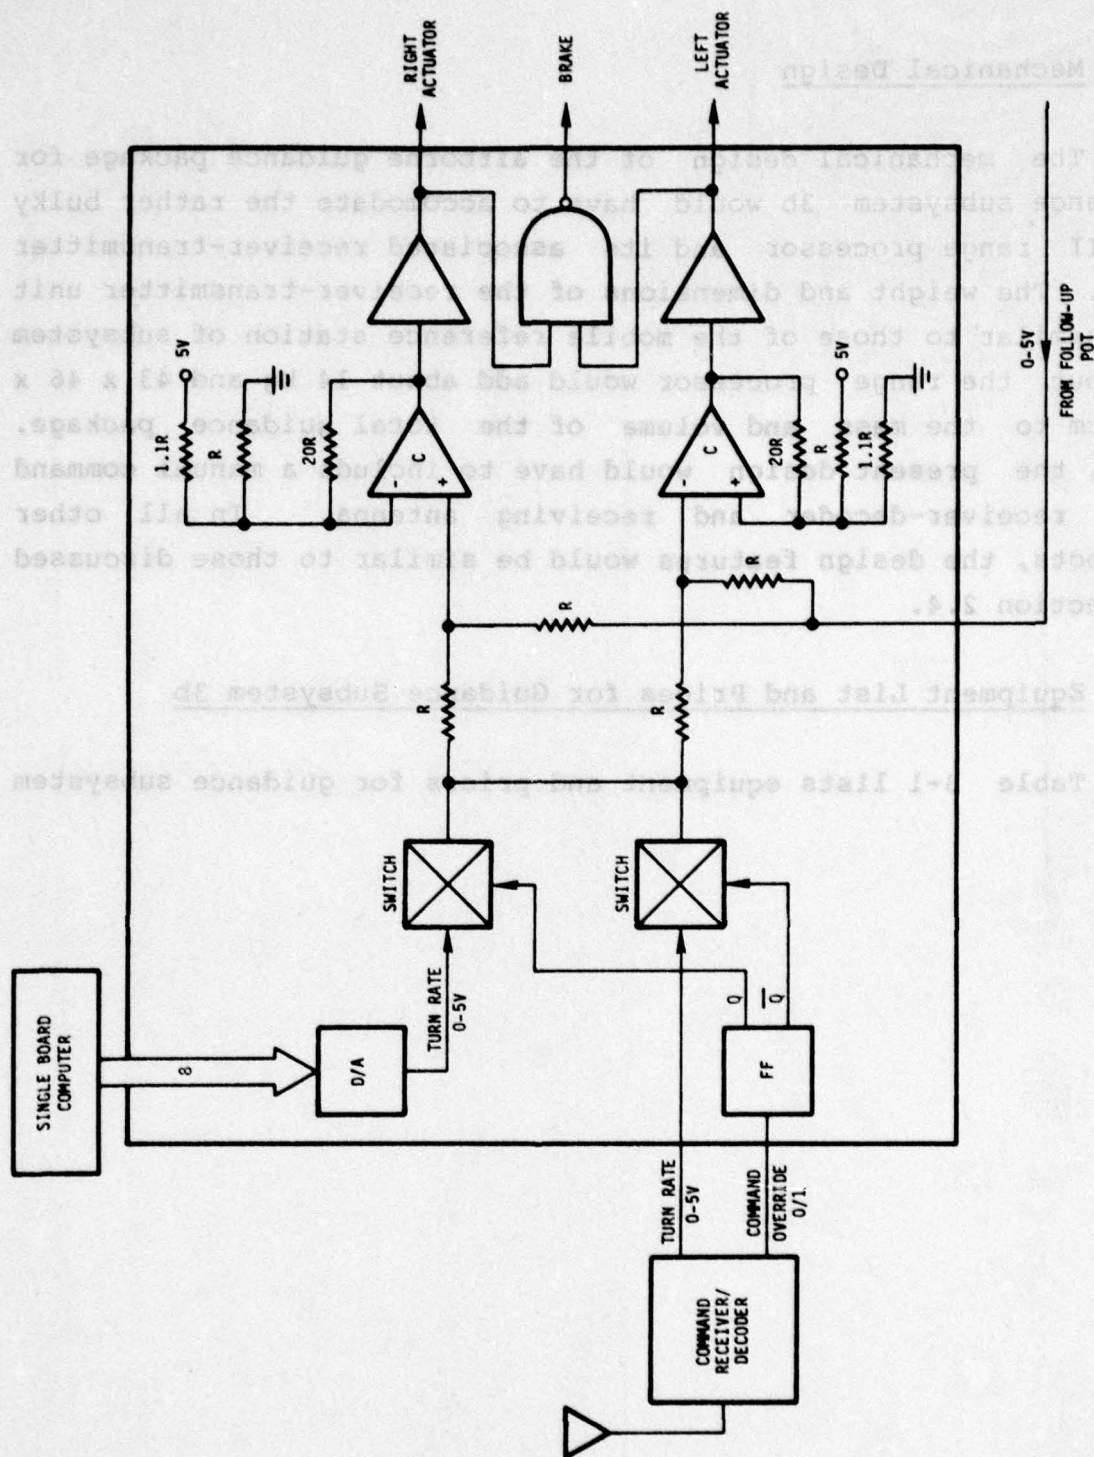 SINGLE BOARD
COMPUTER
8
D/A
TURN RATE
0-5V
SWITCH
R
1.1R
5V
R
20R
-
C
+
RIGHT
ACTUATOR
BRAKE
LEFT
ACTUATOR
R
COMMAND
RECEIVER/
DECODER
TURN RATE
0-5V
COMMAND
OVERRIDE
0/1
FF
Q
Q̅
SWITCH
R
R
-
C
+
20R
R
5V
1.1R
0-5V
FROM FOLLOW-UP
POT
Mechanical Design
The mechanical design of the airborne guidance package for
ange subsystem 3b would have to accomodate the rather bulky
II range processor and its associated receiver-transmitter
. The weight and dimensions of the receiver-transmitter unit
to those of the mobile reference station of subsystem
the range processor would add about 14 and 43 x 46 x
m to the mass and volume of the total guidance package.
, the present design would have to include a manual command
receiver-decoder and receiving antenna In all other
ects, the design features would be similar to those discussed
ection 2.4.
Equipment List and Prices for Guidance Subsystem 3b
Table 3-1 lists equipment and prices for guidance subsystem